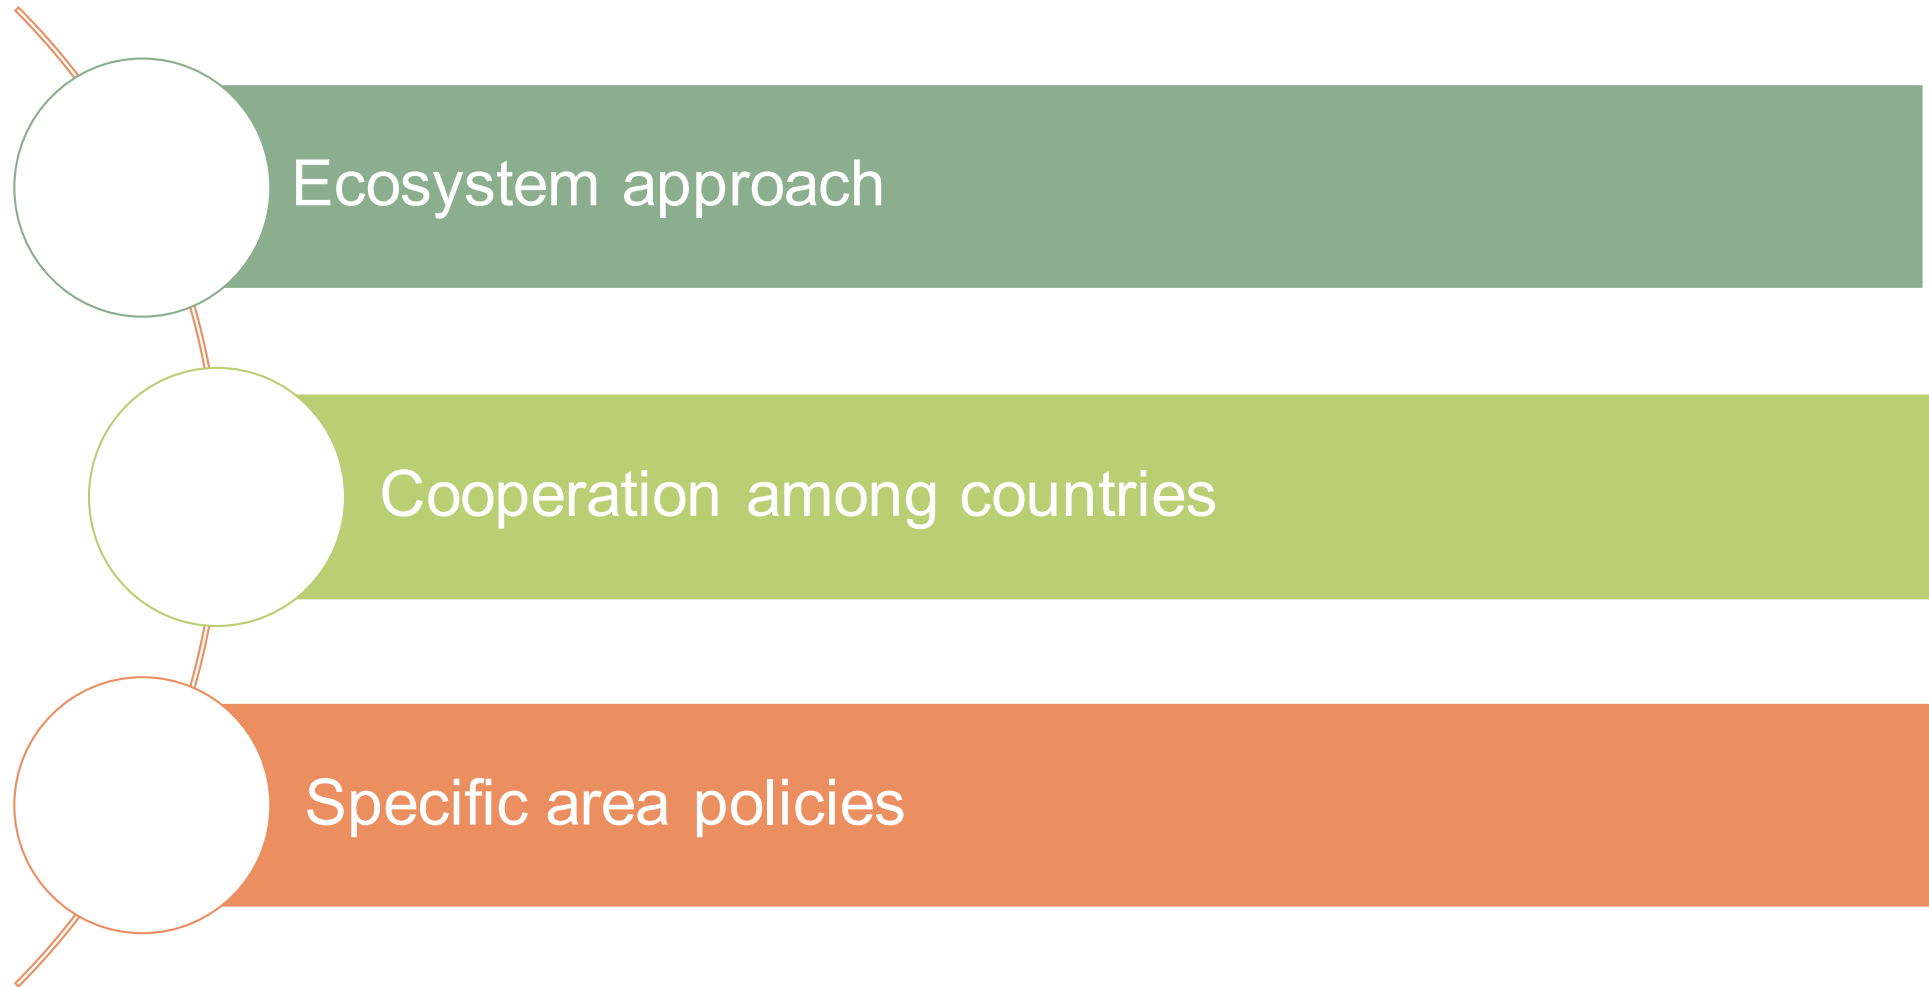 Ecosystem approach
Cooperation among countries
Specific area policies